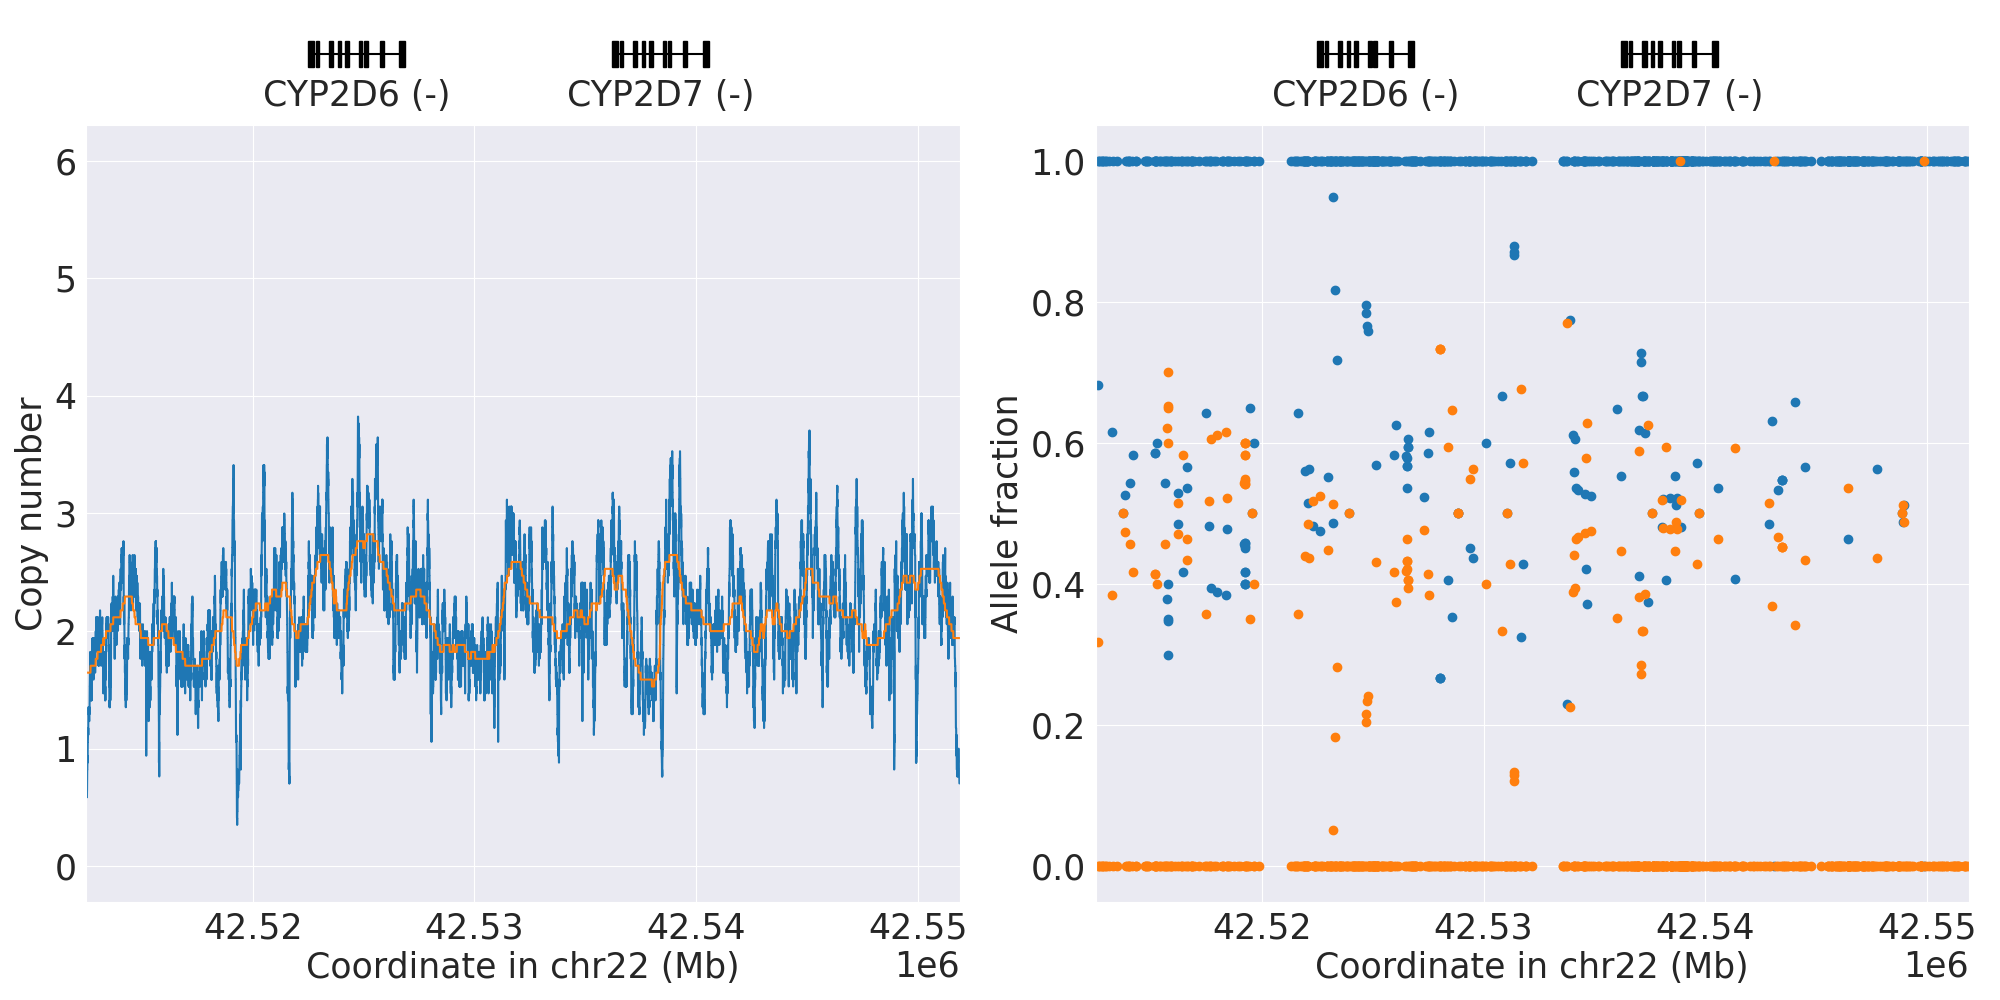 CYP2D6 (-) CYP2D7 (-)
Copy number
6
5
4
3
2
1
0
42.52 42.53 42.54 42.55
Coordinate in chr22 (Mb) 1e6
CYP2D6 (-) CYP2D7 (-)
Allele fraction
1.0
0.8
0.6
0.4
0.2
0.0
42.52 42.53 42.54 42.55
Coordinate in chr22 (Mb) 1e6